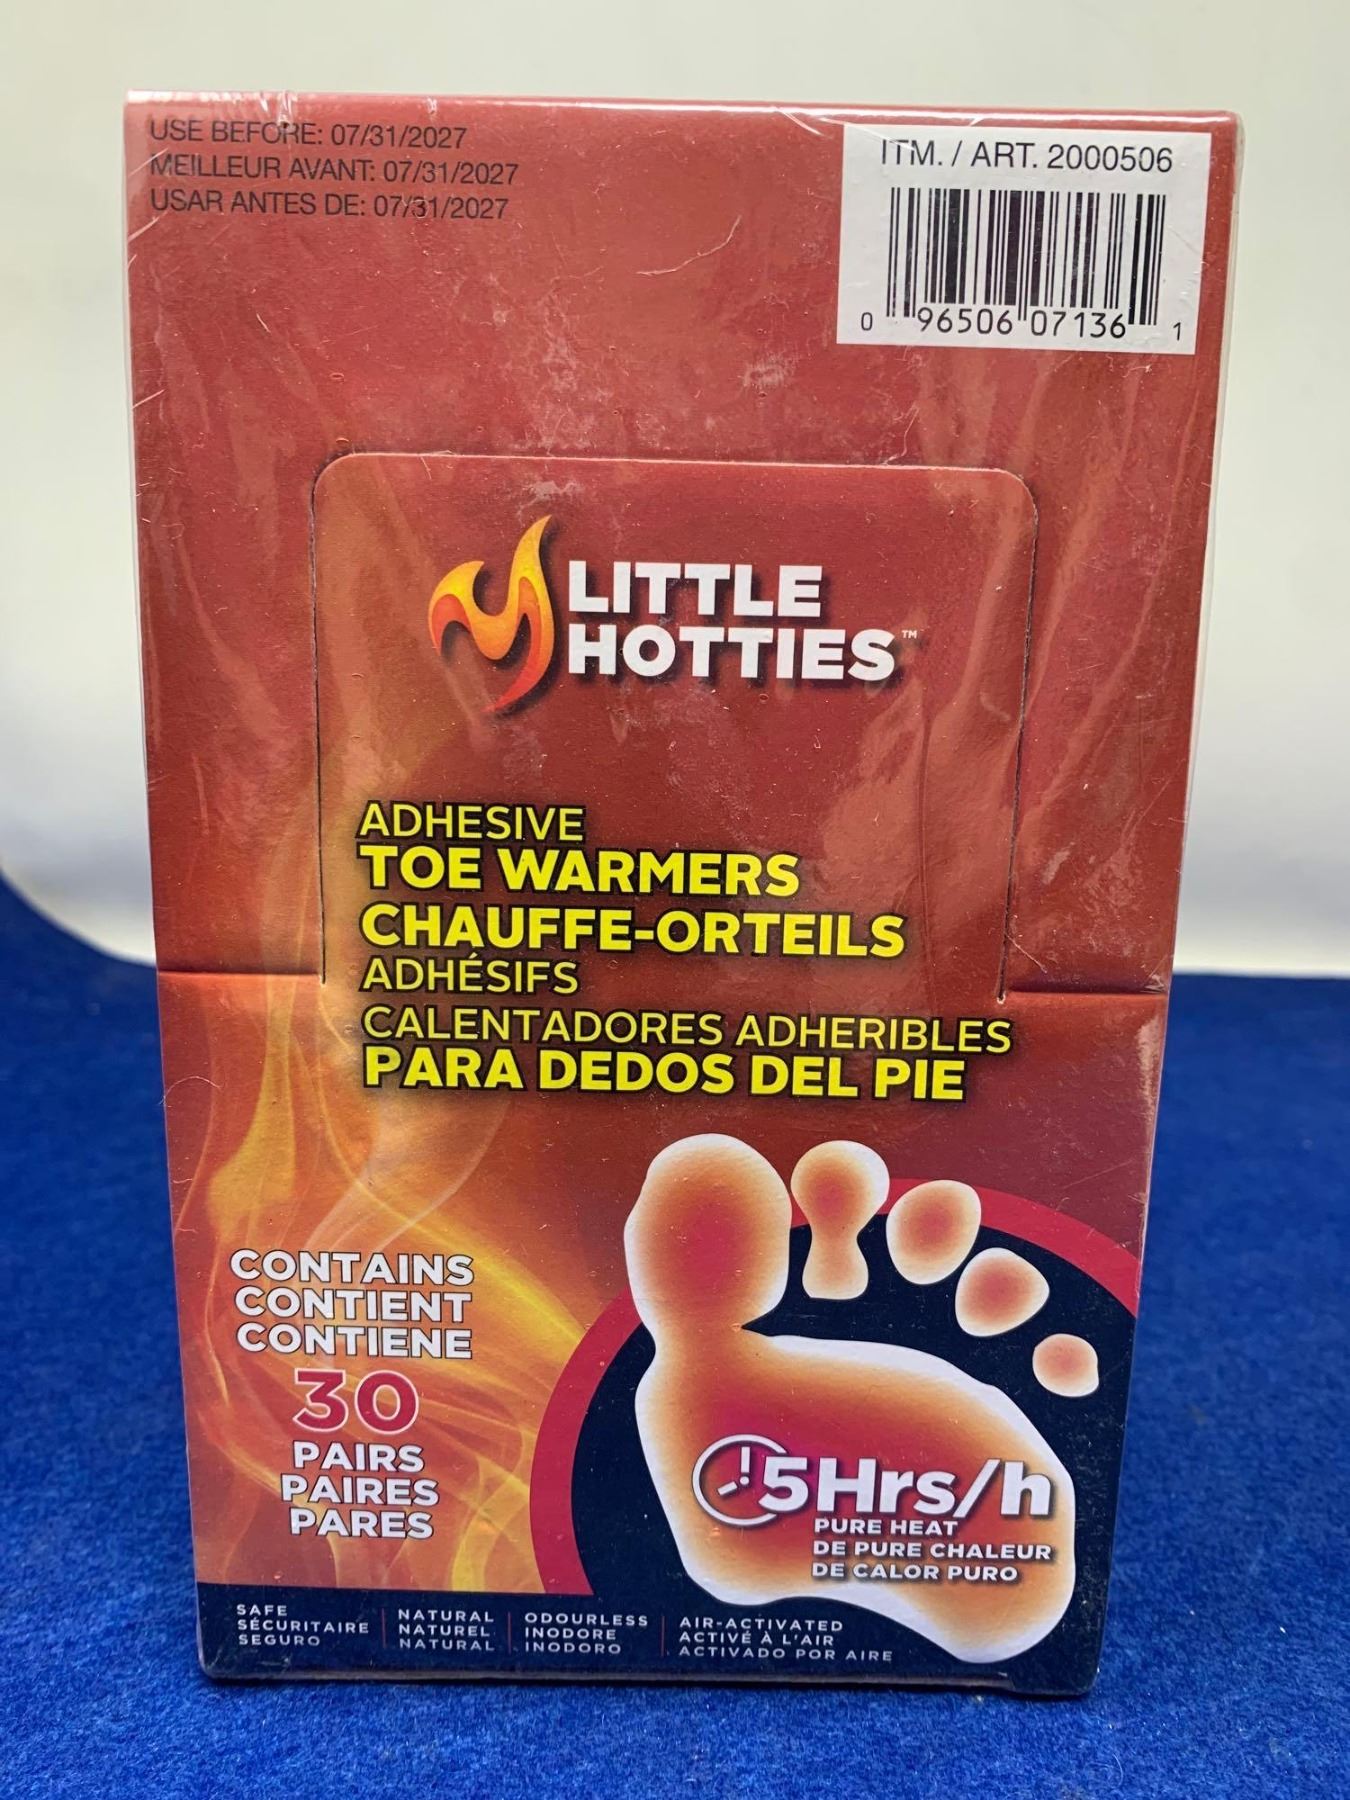 USE BEFORE: 07/31/2027
MEILLEUR AVANT: 07/31/2027
USAR ANTES DE: 07/31/2027
ITM. / ART. 2000506
0 96506 07136 1
LITTLE
HOTTIES™
ADHESIVE
TOE WARMERS
CHAUFFE-ORTEILS
ADHÉSIFS
CALENTADORES ADHERIBLES
PARA DEDOS DEL PIE
CONTAINS
CONTIENT
CONTIENE
30
PAIRS
PAIRES
PARES
5Hrs/h
PURE HEAT
DE PURE CHALEUR
DE CALOR PURO
SAFE
SÉCURITAIRE
SEGURO
NATURAL
NATUREL
NATURAL
ODOURLESS
INODORE
INODORO
AIR-ACTIVATED
ACTIVÉ À L'AIR
ACTIVADO POR AIRE